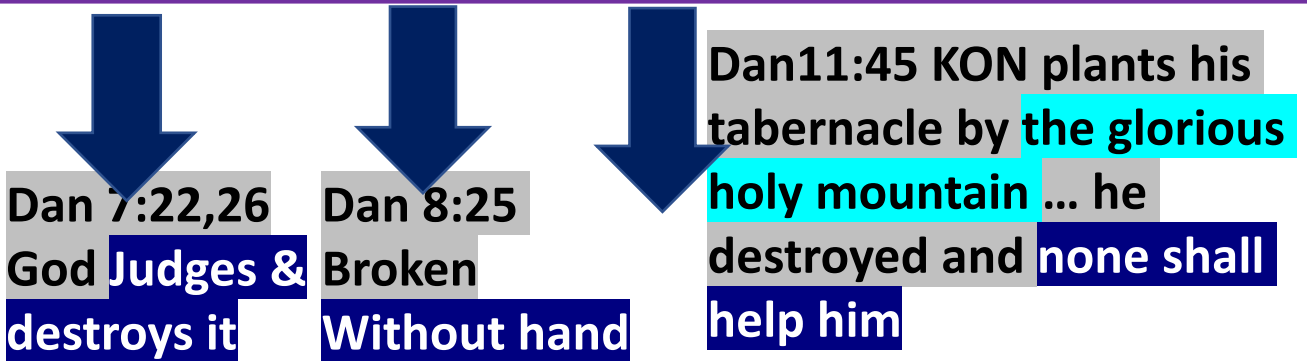 Dan 7:22,26
God Judges &
destroys it
Dan 8:25
Broken
Without hand
Dan11:45 KON plants his
tabernacle by the glorious
holy mountain … he
destroyed and none shall
help him